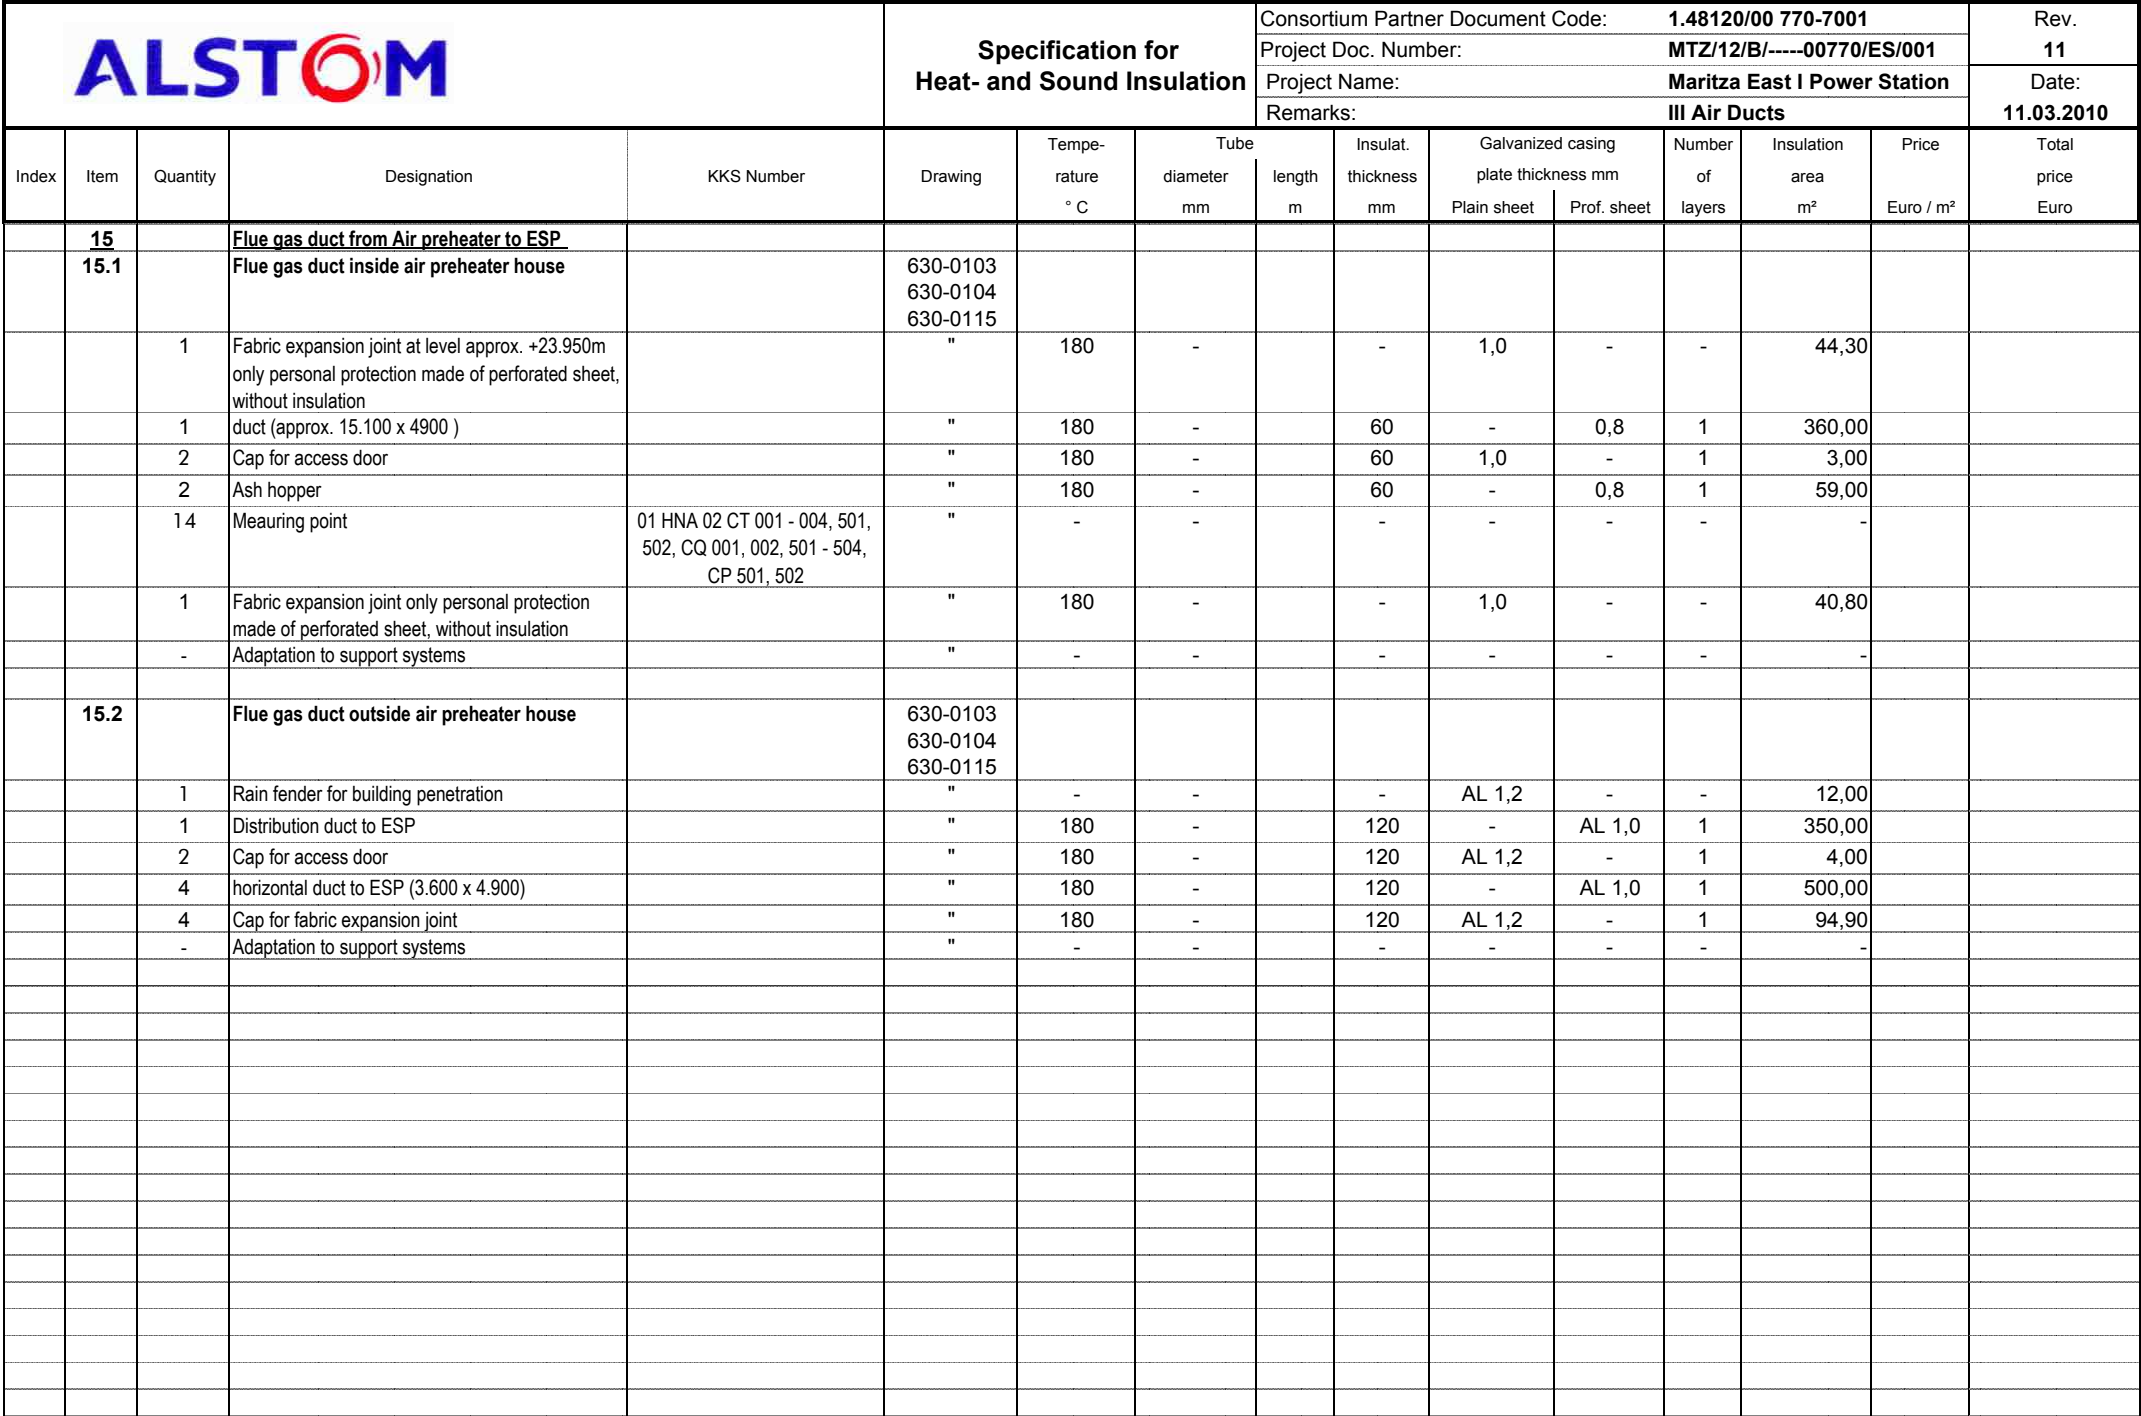 ALSTOM
Specification for
Heat- and Sound Insulation
Consortium Partner Document Code: 1.48120/00 770-7001
Project Doc. Number: MTZ/12/B/-----00770/ES/001
Project Name: Maritza East I Power Station
Remarks: III Air Ducts
Rev.
11
Date:
11.03.2010
Index Item Quantity Designation KKS Number Drawing Tempe-
rature
° C Tube
diameter
mm length
m Insulat.
thickness
mm Galvanized casing
plate thickness mm
Plain sheet Prof. sheet Number
of
layers Insulation
area
m² Price
Euro / m² Total
price
Euro
15 Flue gas duct from Air preheater to ESP
15.1 Flue gas duct inside air preheater house 630-0103
630-0104
630-0115
1 Fabric expansion joint at level approx. +23.950m " 180 - - 1,0 - - 44,30
only personal protection made of perforated sheet,
without insulation
1 duct (approx. 15.100 x 4900 ) " 180 - 60 - 0,8 1 360,00
2 Cap for access door " 180 - 60 1,0 - 1 3,00
2 Ash hopper " 180 - 60 - 0,8 1 59,00
14 Meauring point 01 HNA 02 CT 001 - 004, 501, " - - - - - - -
502, CQ 001, 002, 501 - 504,
CP 501, 502
1 Fabric expansion joint only personal protection " 180 - - 1,0 - - 40,80
made of perforated sheet, without insulation
- Adaptation to support systems " - - - - - - -
15.2 Flue gas duct outside air preheater house 630-0103
630-0104
630-0115
1 Rain fender for building penetration " - - - AL 1,2 - - 12,00
1 Distribution duct to ESP " 180 - 120 - AL 1,0 1 350,00
2 Cap for access door " 180 - 120 AL 1,2 - 1 4,00
4 horizontal duct to ESP (3.600 x 4.900) " 180 - 120 - AL 1,0 1 500,00
4 Cap for fabric expansion joint " 180 - 120 AL 1,2 - 1 94,90
- Adaptation to support systems " - - - - - - -